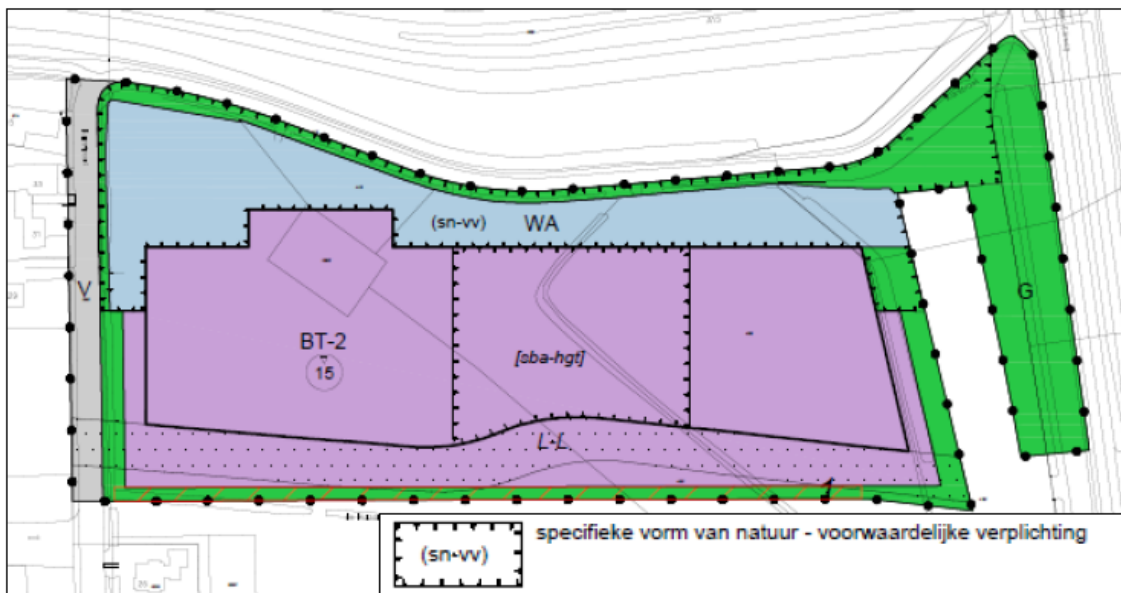 (sn-vv) WA
V
G
BT-2
15
[sba-hgt]
L-L
specifieke vorm van natuur - voorwaardelijke verplichting
(sn-vv)